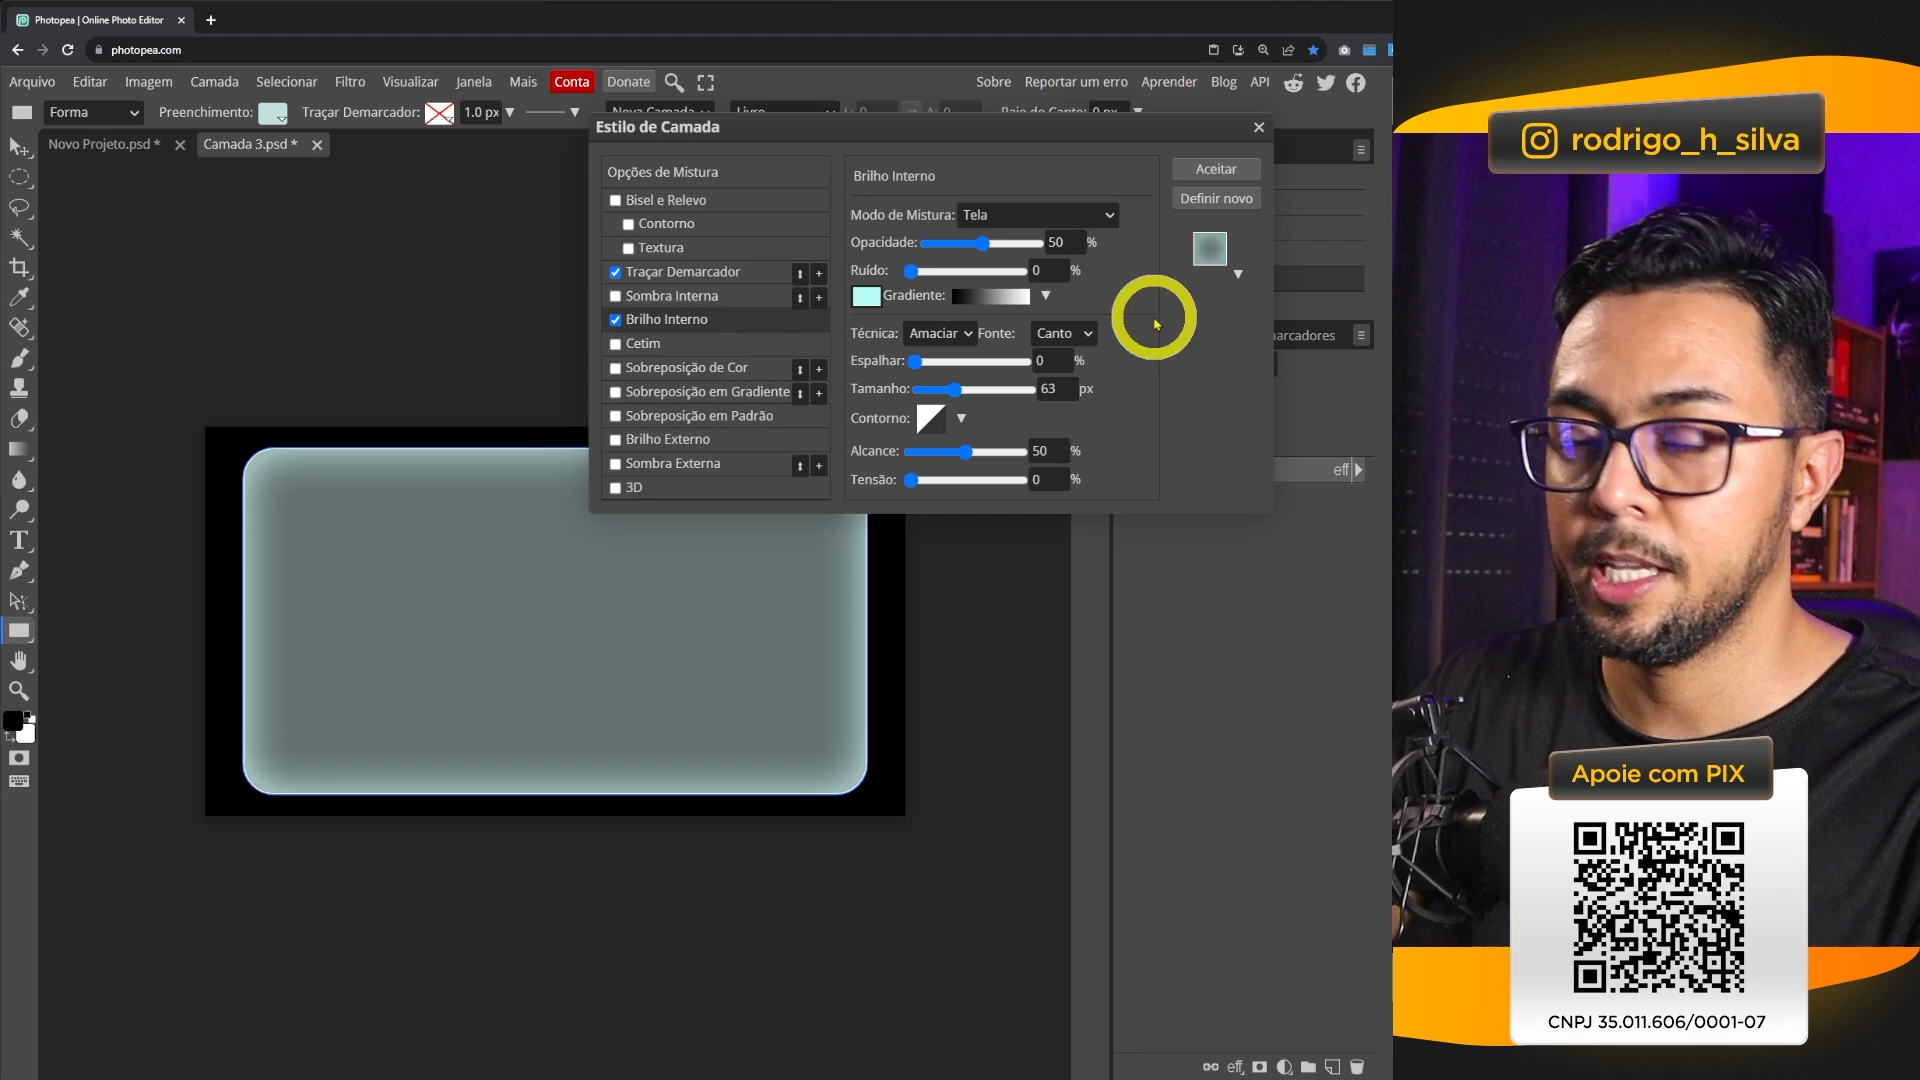 Photopea | Online Photo Editor
photopea.com
Arquivo Editar Imagem Camada Selecionar Filtro Visualizar Janela Mais Conta Donate
Sobre Reportar um erro Aprender Blog API
Forma Preenchimento: Traçar Demarcador: 1.0 px
Novo Projeto.psd * Camada 3.psd *
Estilo de Camada
Opções de Mistura
Bisel e Relevo
Contorno
Textura
Traçar Demarcador
Sombra Interna
Brilho Interno
Cetim
Sobreposição de Cor
Sobreposição em Gradiente
Sobreposição em Padrão
Brilho Externo
Sombra Externa
3D
Brilho Interno
Modo de Mistura: Tela
Opacidade: 50 %
Ruído: 0 %
Gradiente:
Técnica: Amaciar Fonte: Canto
Espalhar: 0 %
Tamanho: 63 px
Contorno:
Alcance: 50 %
Tensão: 0 %
Aceitar
Definir novo
arcadores
eff
eff
rodrigo_h_silva
Apoie com PIX
CNPJ 35.011.606/0001-07